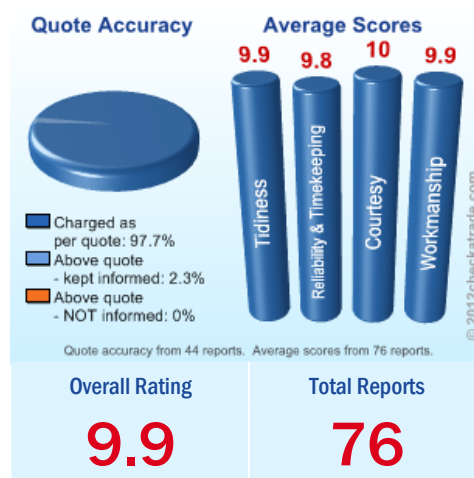 Quote Accuracy
Average Scores
9.9
9.8
10
9.9
Tidiness
Reliability & Timekeeping
Courtesy
Workmanship
Charged as
per quote: 97.7%
Above quote
- kept informed: 2.3%
Above quote
- NOT informed: 0%
© 2012checkatrade.com
Quote accuracy from 44 reports. Average scores from 76 reports.
Overall Rating
Total Reports
9.9
76